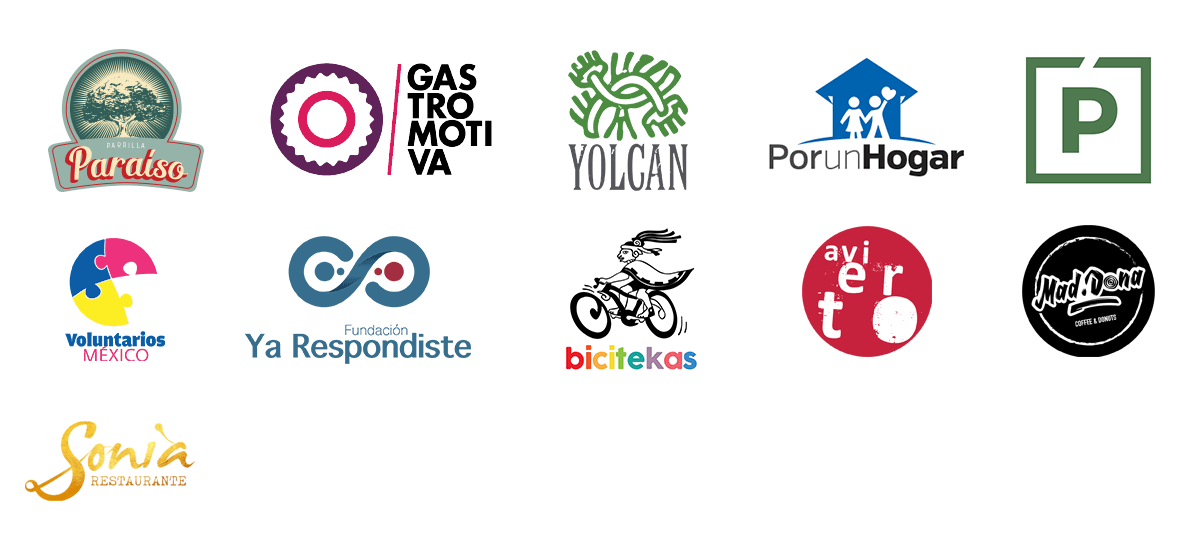 PARRILLA
Paraíso
GAS
TRO
MOTI
VA
YOLCAN
PorunHogar
P
Voluntarios
MÉXICO
Fundación
Ya Respondiste
bicitekas
avi
er
to
Mad Dona
COFFEE & DONUTS
Sonia
RESTAURANTE